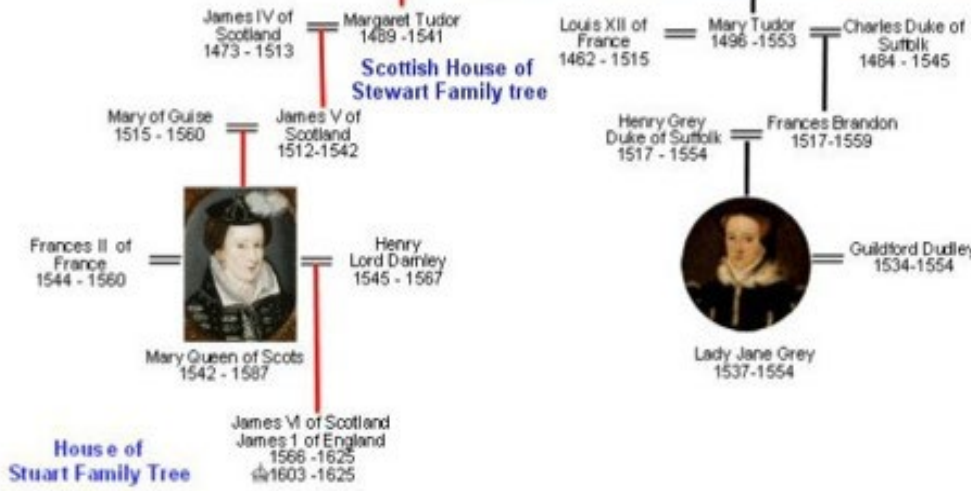 James IV of
Scotland
1473 - 1513
Margaret Tudor
1489 -1541
Louis XII of
France
1462 - 1515
Mary Tudor
1496 -1553
Charles Duke of
Suffolk
1484 - 1545
Scottish House of
Stewart Family tree
Mary of Guise
1515 - 1560
James V of
Scotland
1512-1542
Henry Grey
Duke of Suffolk
1517 - 1554
Frances Brandon
1517-1559
Frances II of
France
1544 - 1560
Henry
Lord Darnley
1545 - 1567
Guildford Dudley
1534-1554
Mary Queen of Scots
1542 - 1587
Lady Jane Grey
1537-1554
James VI of Scotland
James 1 of England
1566 -1625
1603 -1625
House of
Stuart Family Tree